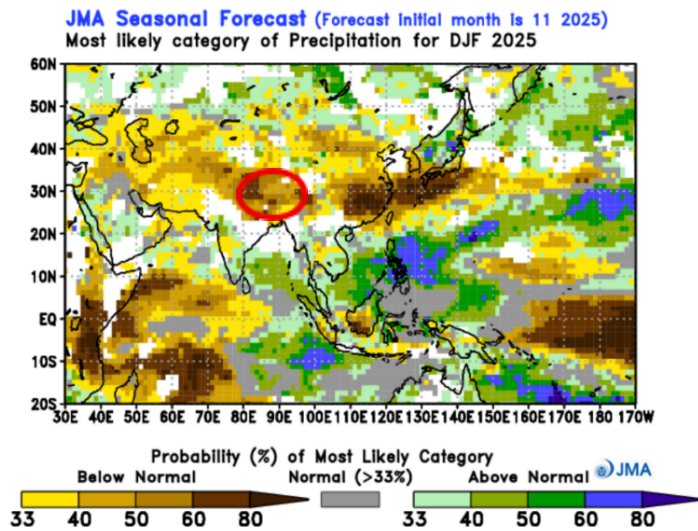 JMA Seasonal Forecast (Forecast initial month is 11 2025)
Most likely category of Precipitation for DJF 2025
60N
50N
40N
30N
20N
10N
EQ
10S
20S
30E 40E 50E 60E 70E 80E 90E 100E 110E 120E 130E 140E 150E 160E 170E 180 170W
Probability (%) of Most Likely Category
Below Normal Normal (>33%) Above Normal JMA
33 40 50 60 80 33 40 50 60 80